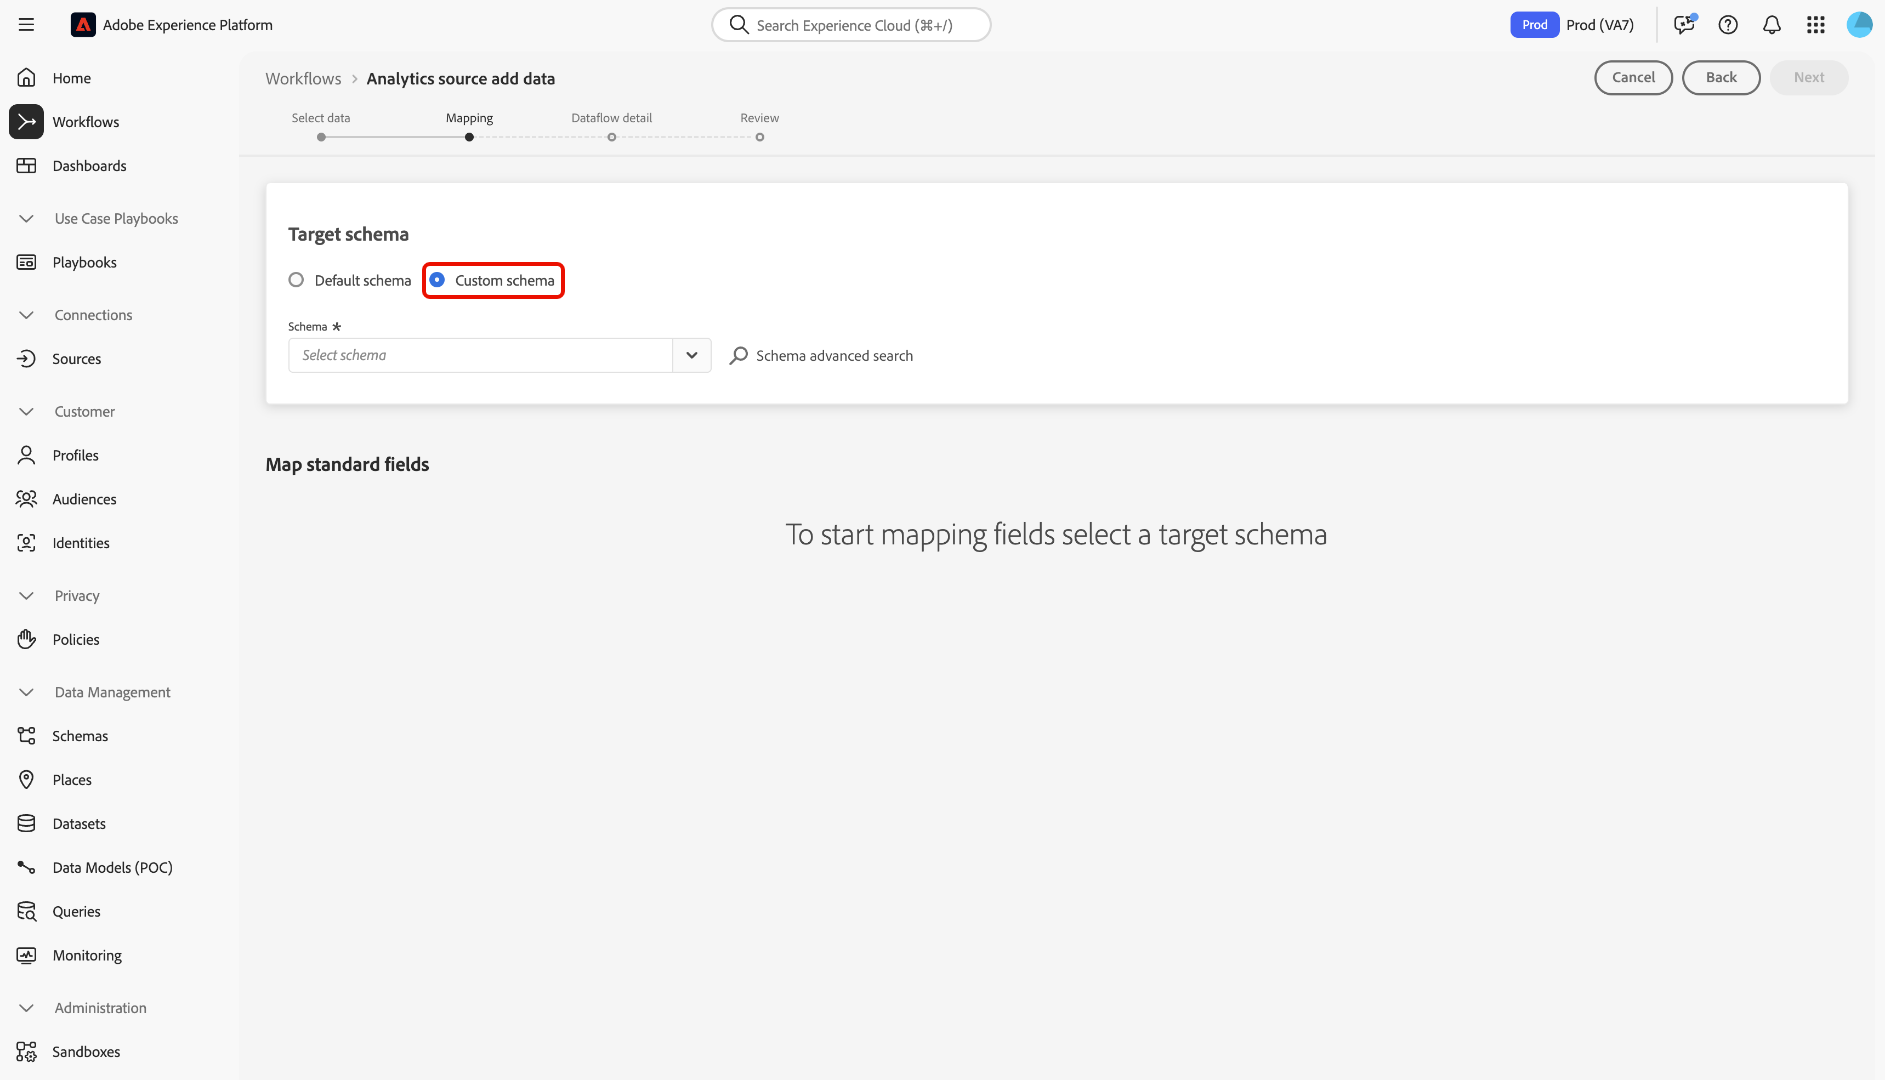 Adobe Experience Platform
Search Experience Cloud (⌘+/)
Prod
Prod (VA7)
Home
Workflows
Dashboards
Use Case Playbooks
Playbooks
Connections
Sources
Customer
Profiles
Audiences
Identities
Privacy
Policies
Data Management
Schemas
Places
Datasets
Data Models (POC)
Queries
Monitoring
Administration
Sandboxes
Workflows > Analytics source add data
Cancel
Back
Next
Select data
Mapping
Dataflow detail
Review
Target schema
Default schema
Custom schema
Schema *
Select schema
Schema advanced search
Map standard fields
To start mapping fields select a target schema